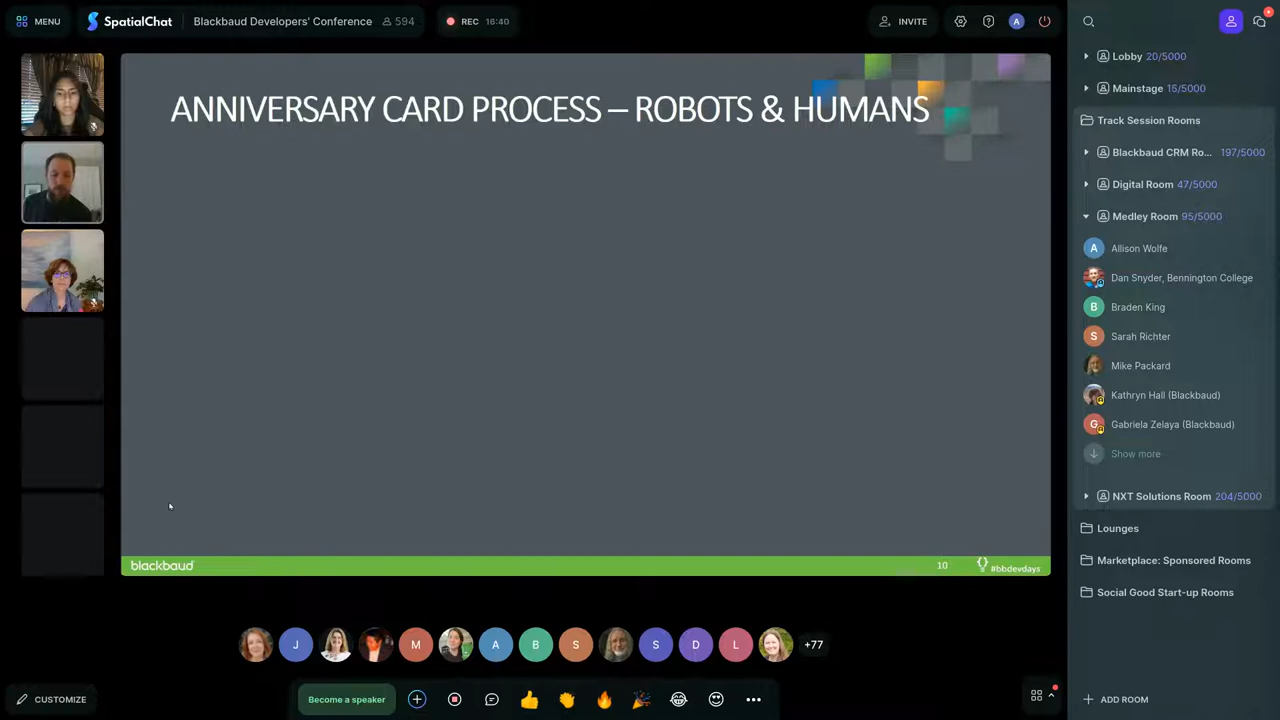 MENU
SpatialChat
Blackbaud Developers' Conference
594
REC 16:40
INVITE
A
ANNIVERSARY CARD PROCESS – ROBOTS & HUMANS
blackbaud
10
#bbdevdays
J
M
A
B
S
S
D
L
+77
CUSTOMIZE
Become a speaker
Lobby 20/5000
Mainstage 15/5000
Track Session Rooms
Blackbaud CRM Ro... 197/5000
Digital Room 47/5000
Medley Room 95/5000
A Allison Wolfe
Dan Snyder, Bennington College
B Braden King
S Sarah Richter
Mike Packard
Kathryn Hall (Blackbaud)
G Gabriela Zelaya (Blackbaud)
Show more
NXT Solutions Room 204/5000
Lounges
Marketplace: Sponsored Rooms
Social Good Start-up Rooms
ADD ROOM